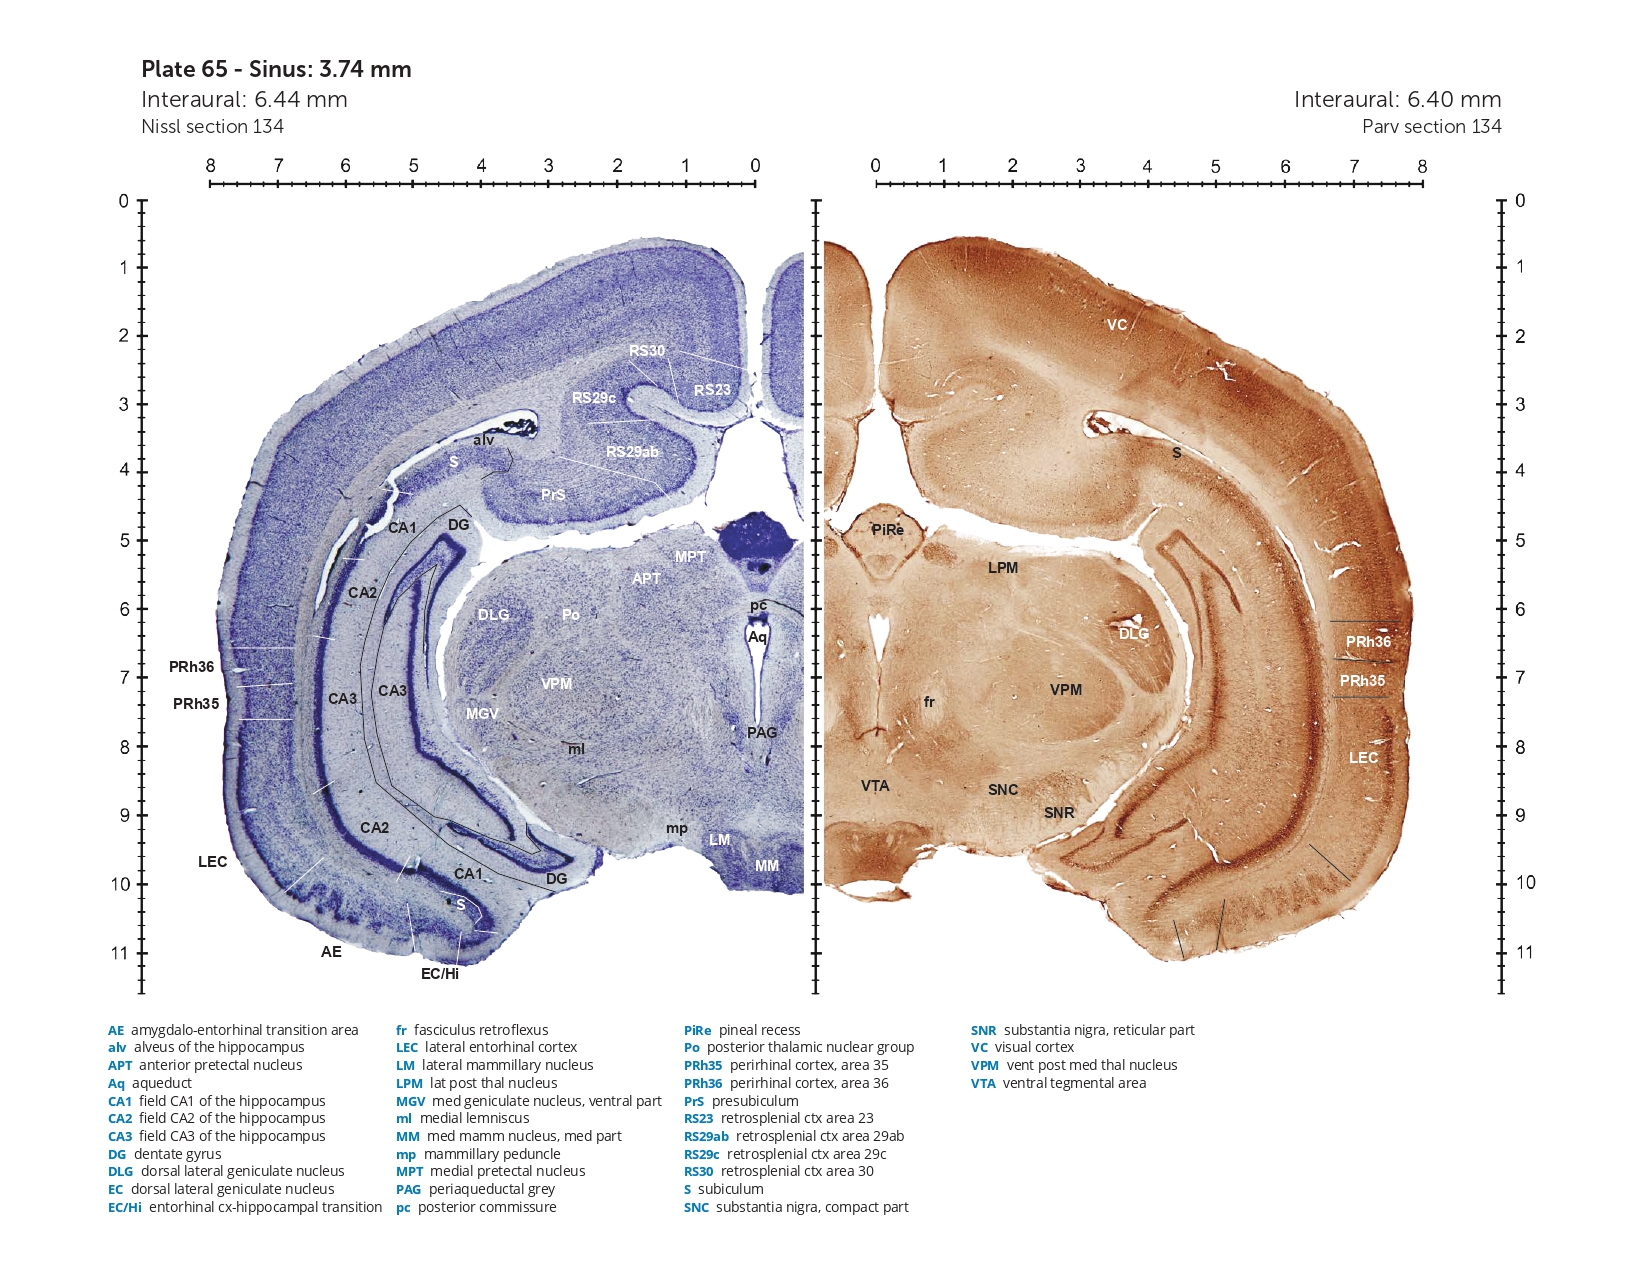 Plate 65 - Sinus: 3.74 mm
Interaural: 6.44 mm
Nissl section 134
Interaural: 6.40 mm
Parv section 134
8 7 6 5 4 3 2 1 0
0 1 2 3 4 5 6 7 8
0
1
2
3
4
5
6
7
8
9
10
11
RS30
RS23
RS29c
alv
S
RS29ab
PrS
CA1
DG
MPT
APT
CA2
pc
DLG
Po
Aq
PRh36
VPM
CA3
CA3
PRh35
MGV
PAG
ml
CA2
mp
LM
LEC
MM
CA1
DG
S
AE
EC/Hi
VC
S
PiRe
LPM
DLG
PRh36
PRh35
VPM
fr
LEC
VTA
SNC
SNR
0
1
2
3
4
5
6
7
8
9
10
11
AE amygdalo-entorhinal transition area
alv alveus of the hippocampus
APT anterior pretectal nucleus
Aq aqueduct
CA1 field CA1 of the hippocampus
CA2 field CA2 of the hippocampus
CA3 field CA3 of the hippocampus
DG dentate gyrus
DLG dorsal lateral geniculate nucleus
EC dorsal lateral geniculate nucleus
EC/Hi entorhinal cx-hippocampal transition
fr fasciculus retroflexus
LEC lateral entorhinal cortex
LM lateral mammillary nucleus
LPM lat post thal nucleus
MGV med geniculate nucleus, ventral part
ml medial lemniscus
MM med mamm nucleus, med part
mp mammillary peduncle
MPT medial pretectal nucleus
PAG periaqueductal grey
pc posterior commissure
PiRe pineal recess
Po posterior thalamic nuclear group
PRh35 perirhinal cortex, area 35
PRh36 perirhinal cortex, area 36
PrS presubiculum
RS23 retrosplenial ctx area 23
RS29ab retrosplenial ctx area 29ab
RS29c retrosplenial ctx area 29c
RS30 retrosplenial ctx area 30
S subiculum
SNC substantia nigra, compact part
SNR substantia nigra, reticular part
VC visual cortex
VPM vent post med thal nucleus
VTA ventral tegmental area